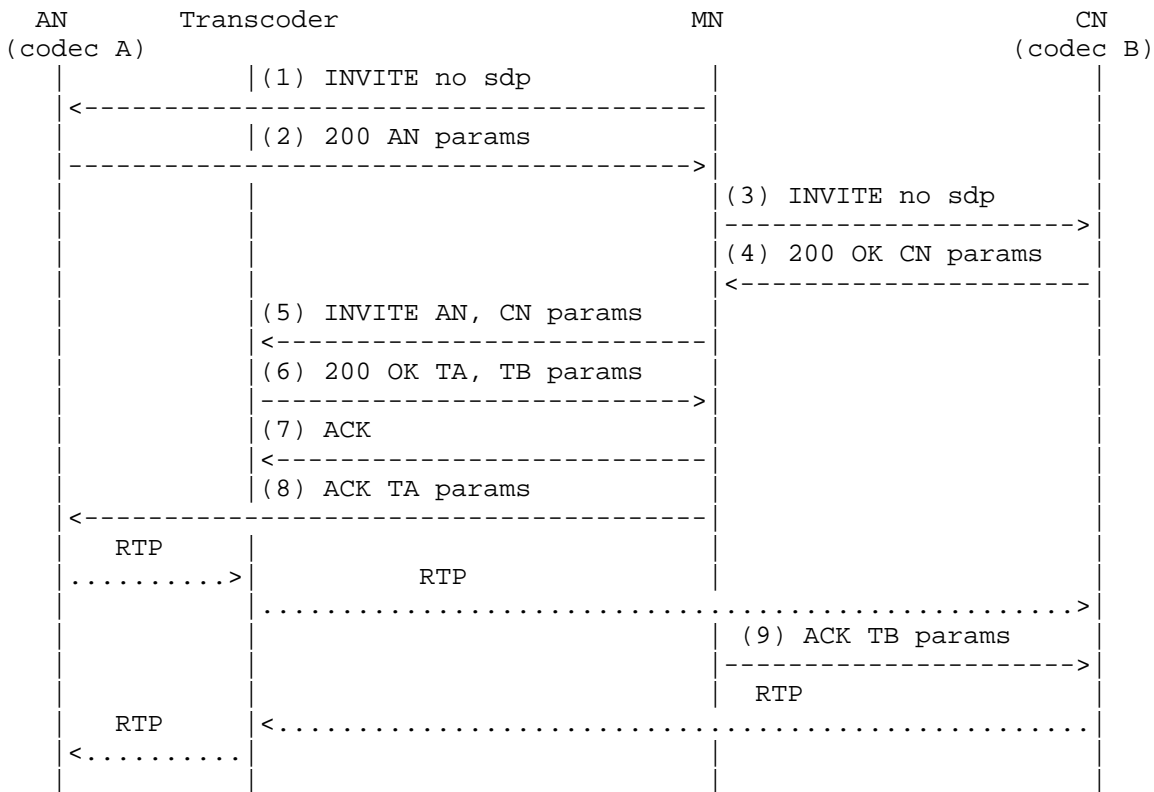 AN Transcoder MN CN
(codec A) (codec B)
(1) INVITE no sdp
(2) 200 AN params
(3) INVITE no sdp
(4) 200 OK CN params
(5) INVITE AN, CN params
(6) 200 OK TA, TB params
(7) ACK
(8) ACK TA params
RTP
RTP
(9) ACK TB params
RTP
RTP